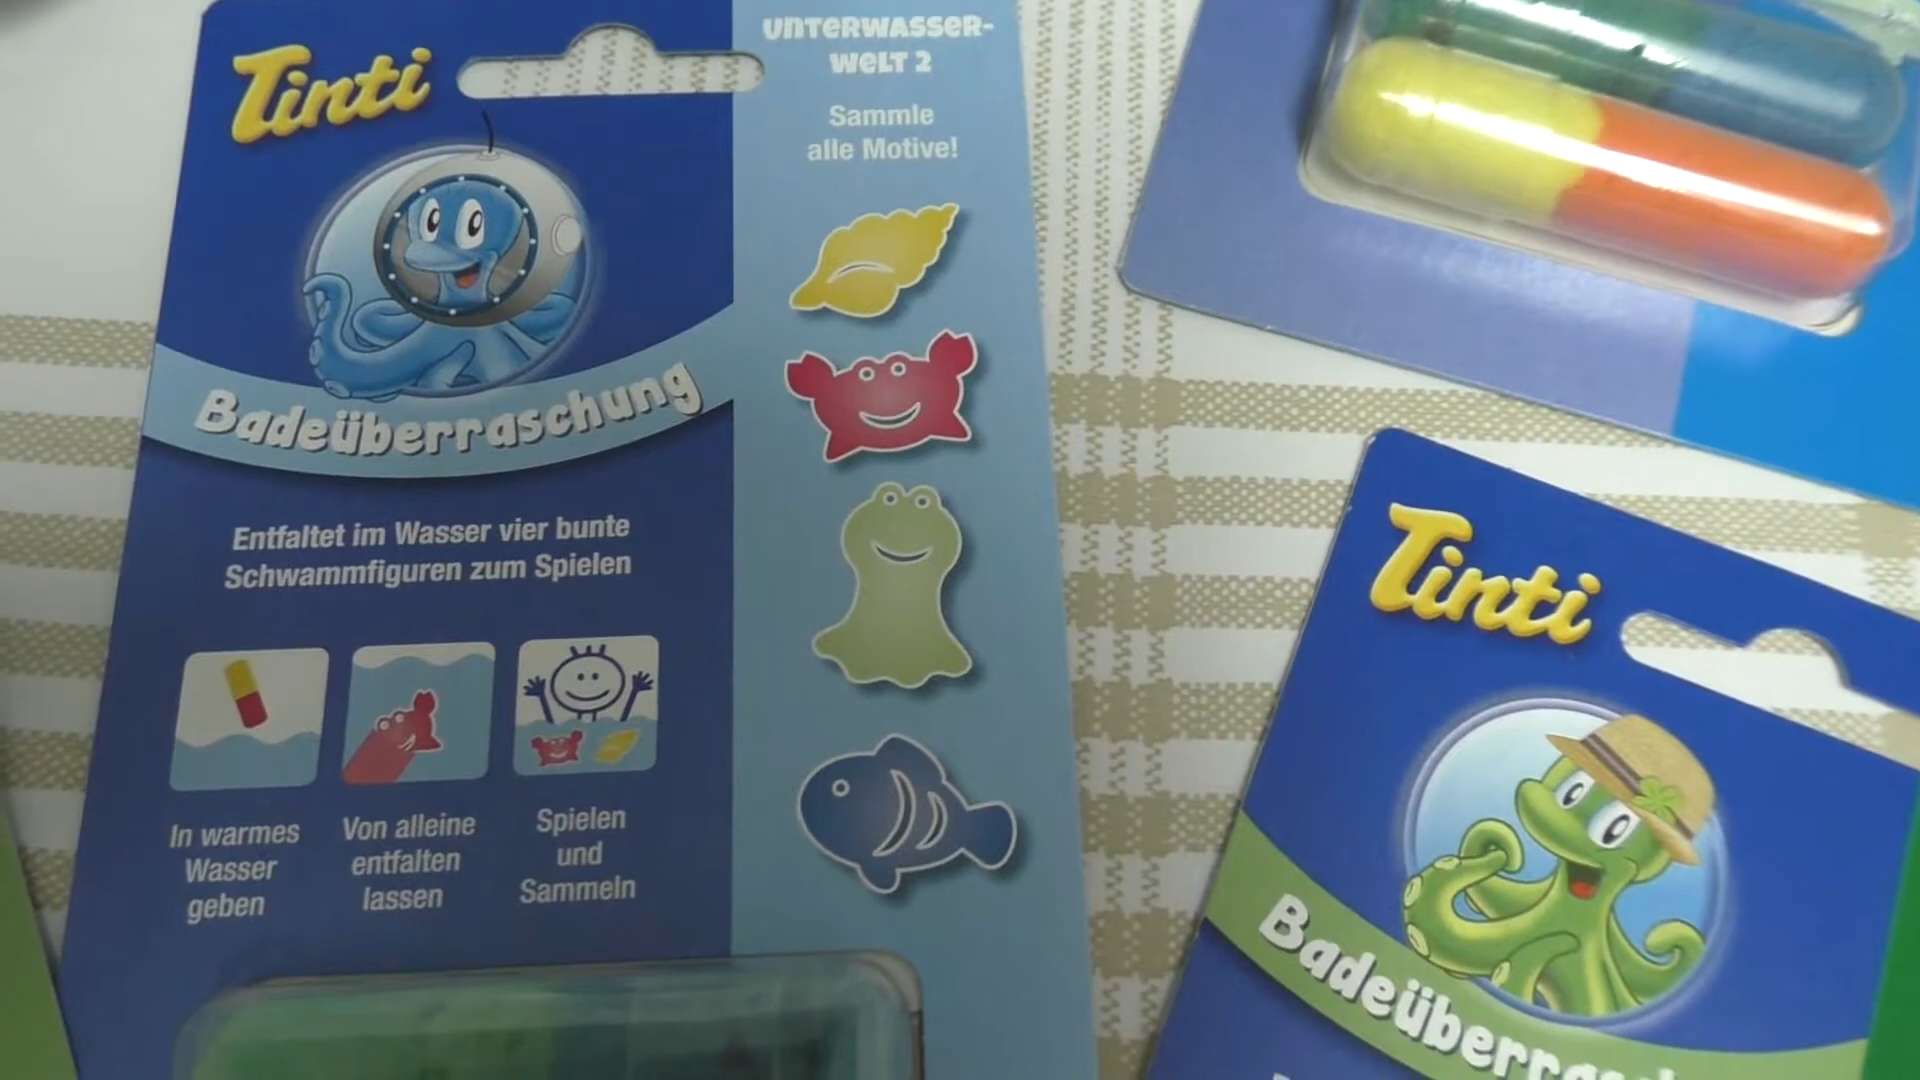 Tinti
Badeüberraschung
Entfaltet im Wasser vier bunte
Schwammfiguren zum Spielen
In warmes
Wasser
geben
Von alleine
entfalten
lassen
Spielen
und
Sammeln
UNTERWASSER-
WELT 2
Sammle
alle Motive!
Tinti